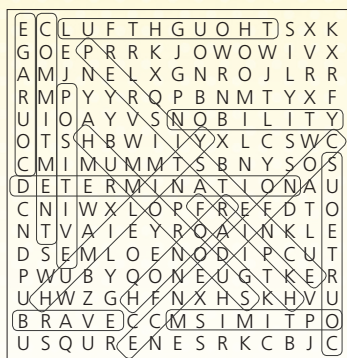 E C L U F T H G U O H T S X K
G O E P R R K J O W O W I V X
A M J N E L X G N R O J L R R
R M P Y Y R Q P B N M T Y X F
U I O A Y V S N O B I L I T Y
O T S H B W I I Y X L C S W C
C M I M U M M T S B N Y S O S
D E T E R M I N A T I O N A U
C N I W X L O P F R E F D T O
N T V A I E Y R O A I N K L E
D S E M L O E N O D I P C U T
P W U B Y Q O N E U G T K E R
U H W Z G H F N X H S K H V U
B R A V E C C M S I M I T P O
U S Q U R E N E S R K C B J C